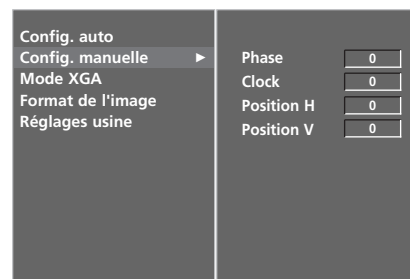 Config. auto
Config. manuelle ►
Mode XGA
Format de l'image
Réglages usine
Phase 0
Clock 0
Position H 0
Position V 0